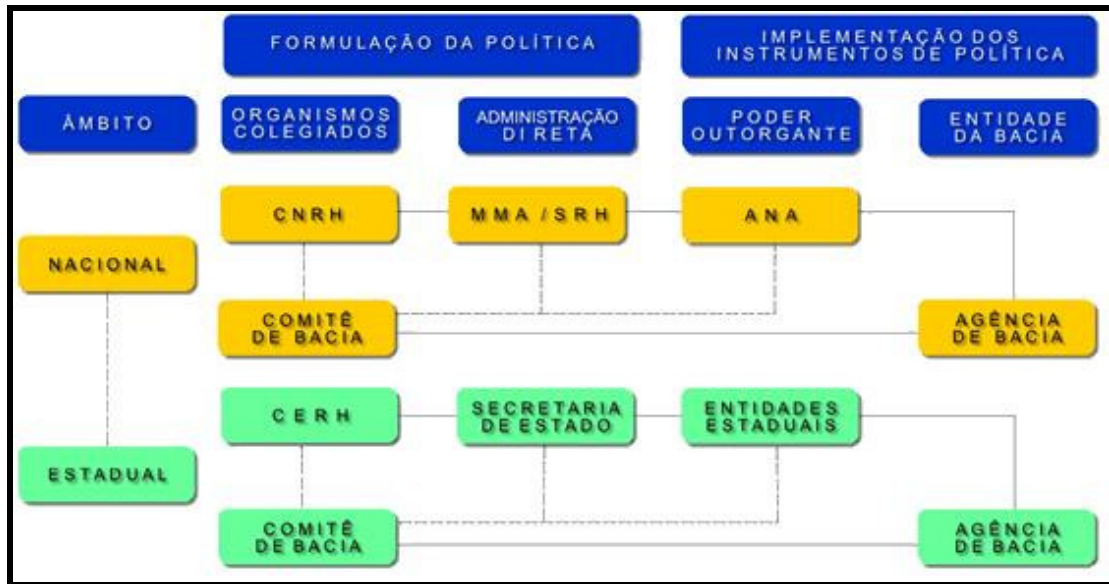 FORMULAÇÃO DA POLÍTICA
IMPLEMENTAÇÃO DOS
INSTRUMENTOS DE POLÍTICA
ÂMBITO
ORGANISMOS
COLEGIADOS
ADMINISTRAÇÃO
DIRETA
PODER
OUTORGANTE
ENTIDADE
DA BACIA
CNRH
MMA / SRH
ANA
NACIONAL
COMITÊ
DE BACIA
AGÊNCIA
DE BACIA
CERH
SECRETARIA
DE ESTADO
ENTIDADES
ESTADUAIS
ESTADUAL
COMITÊ
DE BACIA
AGÊNCIA
DE BACIA